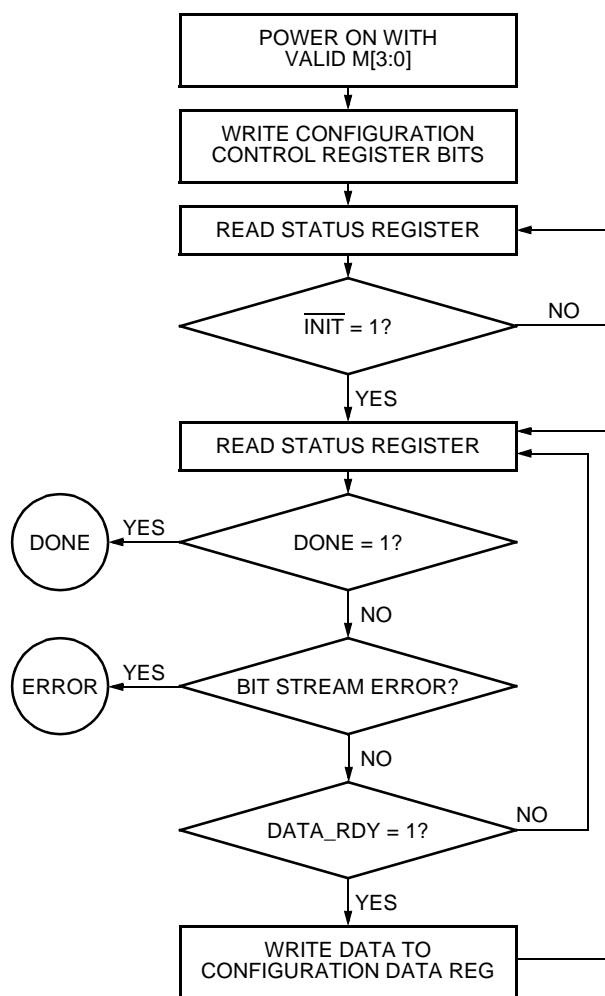 POWER ON WITH
VALID M[3:0]
WRITE CONFIGURATION
CONTROL REGISTER BITS
READ STATUS REGISTER
INIT = 1?
NO
YES
READ STATUS REGISTER
YES
DONE
DONE = 1?
NO
YES
ERROR
BIT STREAM ERROR?
NO
NO
DATA_RDY = 1?
YES
WRITE DATA TO
CONFIGURATION DATA REG